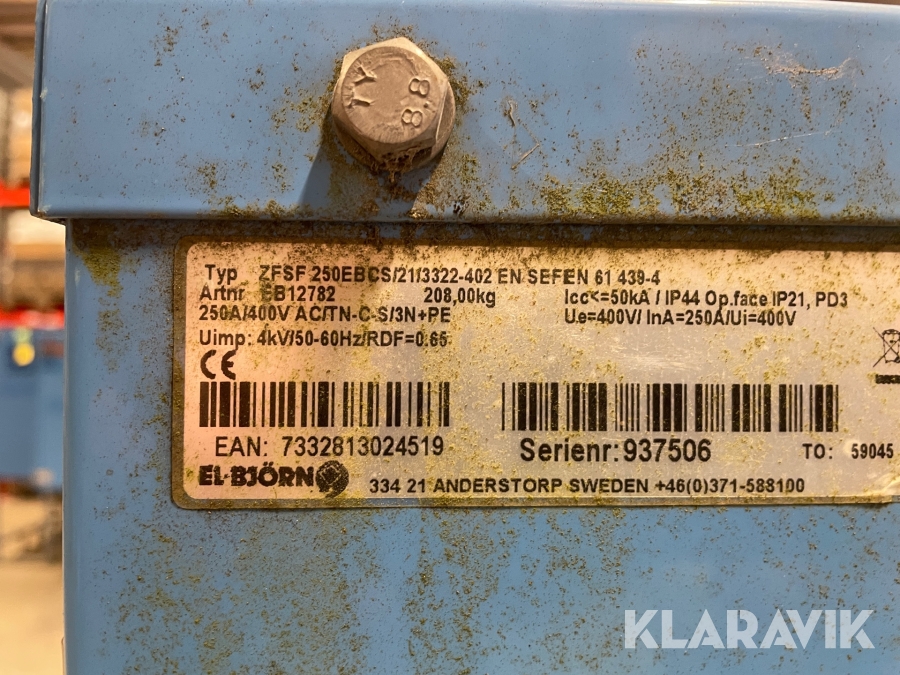 TY
8.8
Typ ZFSF 250EBCS/21/3322-402 EN SEFEN 61 439-4
Artnr EB12782 208,00kg Icc<=50kA / IP44 Op.face IP21, PD3
250A/400V AC/TN-C-S/3N+PE Ue=400V/ InA=250A/Ui=400V
Uimp: 4kV/50-60Hz/RDF=0.65
CE
EAN: 7332813024519 Serienr: 937506 TO: 59045
EL-BJÖRN 334 21 ANDERSTORP SWEDEN +46(0)371-588100
KLARAVIK